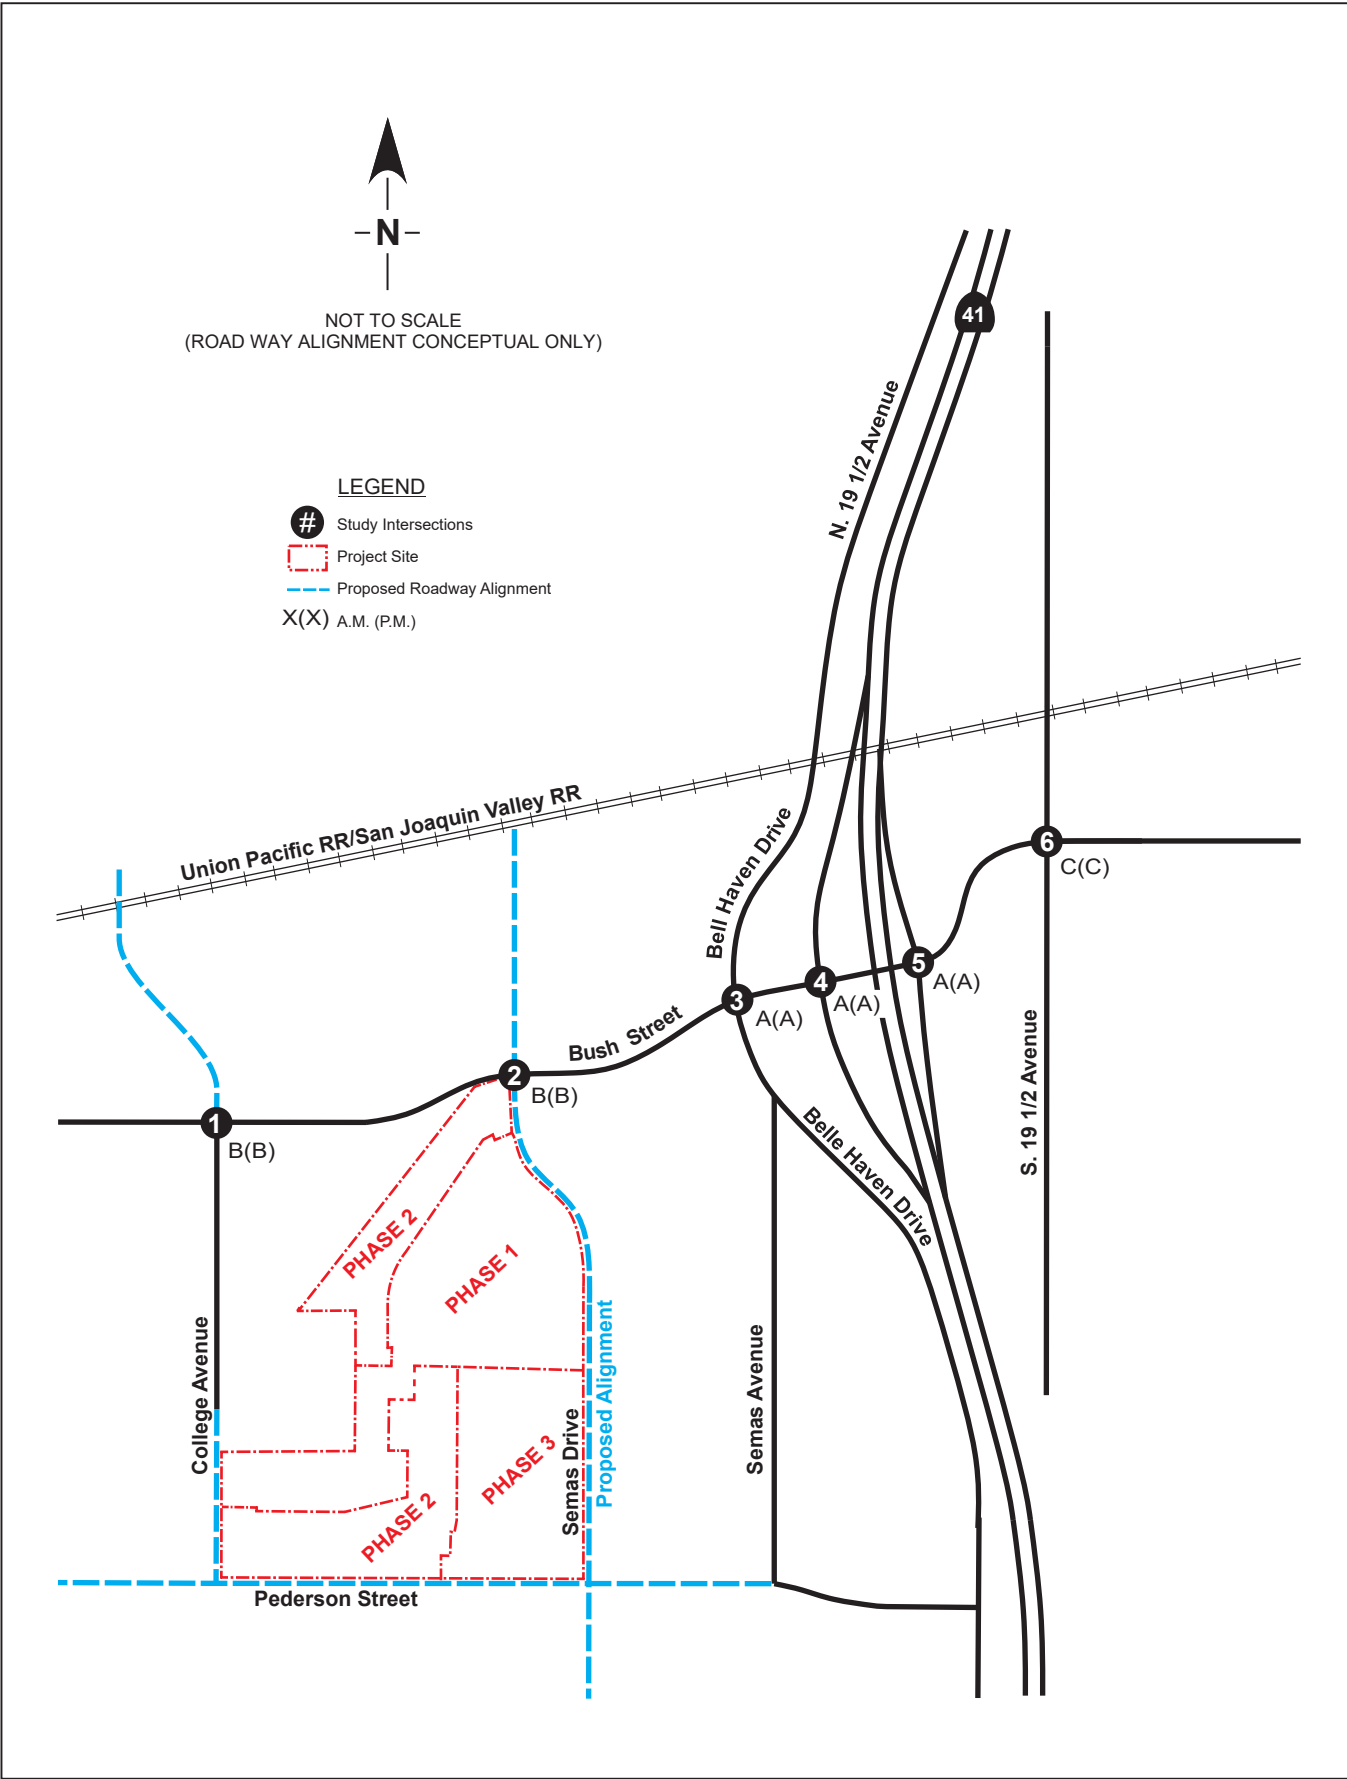 N
NOT TO SCALE
(ROAD WAY ALIGNMENT CONCEPTUAL ONLY)
41
N. 19 1/2 Avenue
LEGEND
# Study Intersections
Project Site
Proposed Roadway Alignment
X(X) A.M. (P.M.)
Union Pacific RR/San Joaquin Valley RR
Bell Haven Drive
6
C(C)
5
A(A)
4
A(A)
3
A(A)
Bush Street
2
B(B)
1
B(B)
S. 19 1/2 Avenue
Belle Haven Drive
PHASE 2
PHASE 1
College Avenue
Semas Drive
Proposed Alignment
Semas Avenue
PHASE 3
PHASE 2
Pederson Street